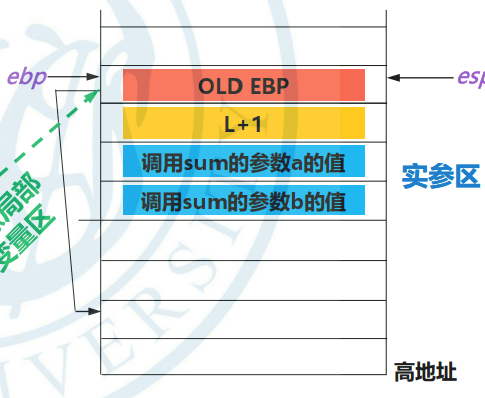 ebp
esp
OLD EBP
L+1
调用sum的参数a的值
实参区
调用sum的参数b的值
局部
变量区
高地址
VERSITY